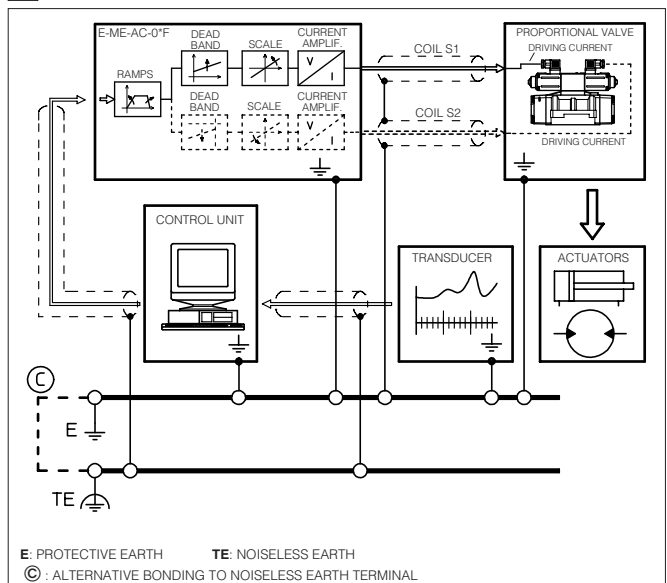 E-ME-AC-0*F
DEAD
BAND
SCALE
CURRENT
AMPLIF.
V
I
RAMPS
DEAD
BAND
SCALE
CURRENT
AMPLIF.
V
I
COIL S1
COIL S2
PROPORTIONAL VALVE
DRIVING CURRENT
DRIVING CURRENT
CONTROL UNIT
TRANSDUCER
ACTUATORS
C
E
TE
E: PROTECTIVE EARTH TE: NOISELESS EARTH
Ⓒ : ALTERNATIVE BONDING TO NOISELESS EARTH TERMINAL